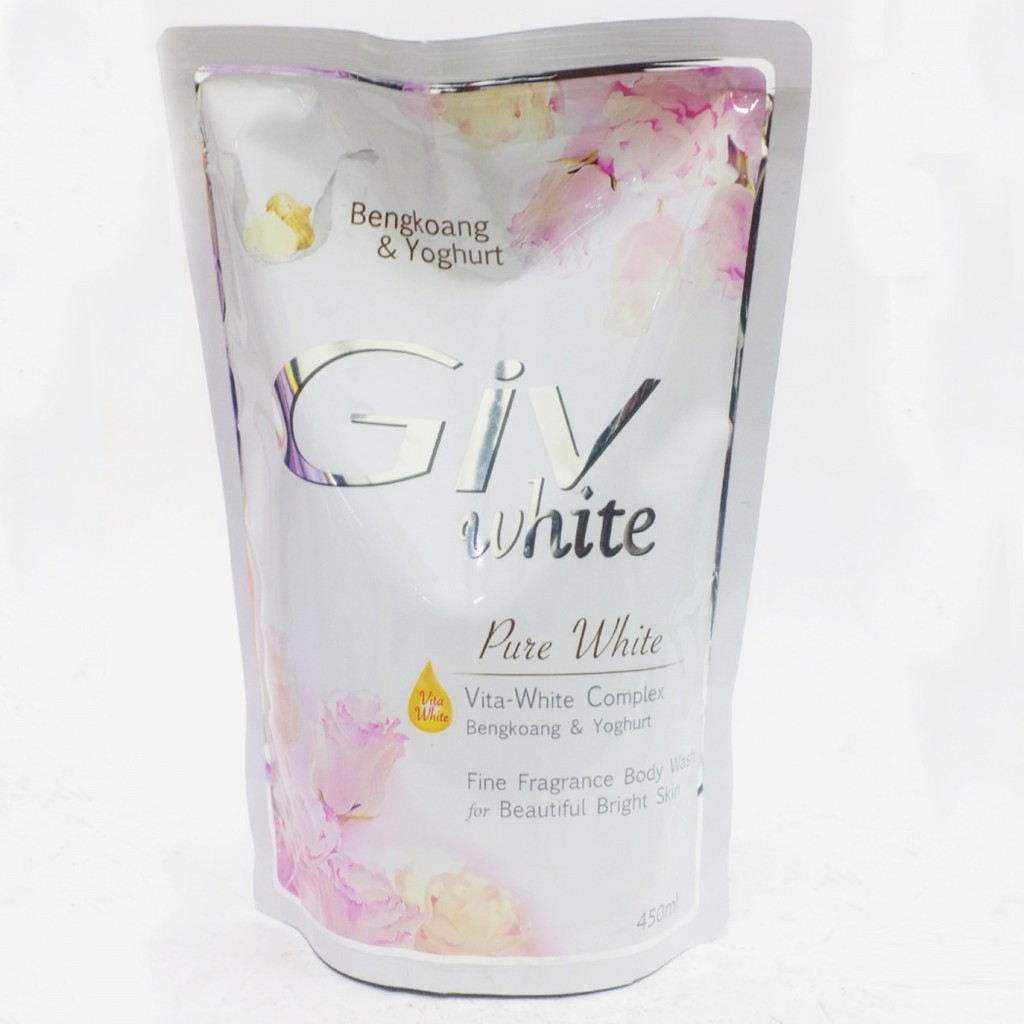 Bengkoang
& Yoghurt
Giv
white
Pure White
Vita
White
Vita-White Complex
Bengkoang & Yoghurt
Fine Fragrance Body Wash
for Beautiful Bright Skin
450ml